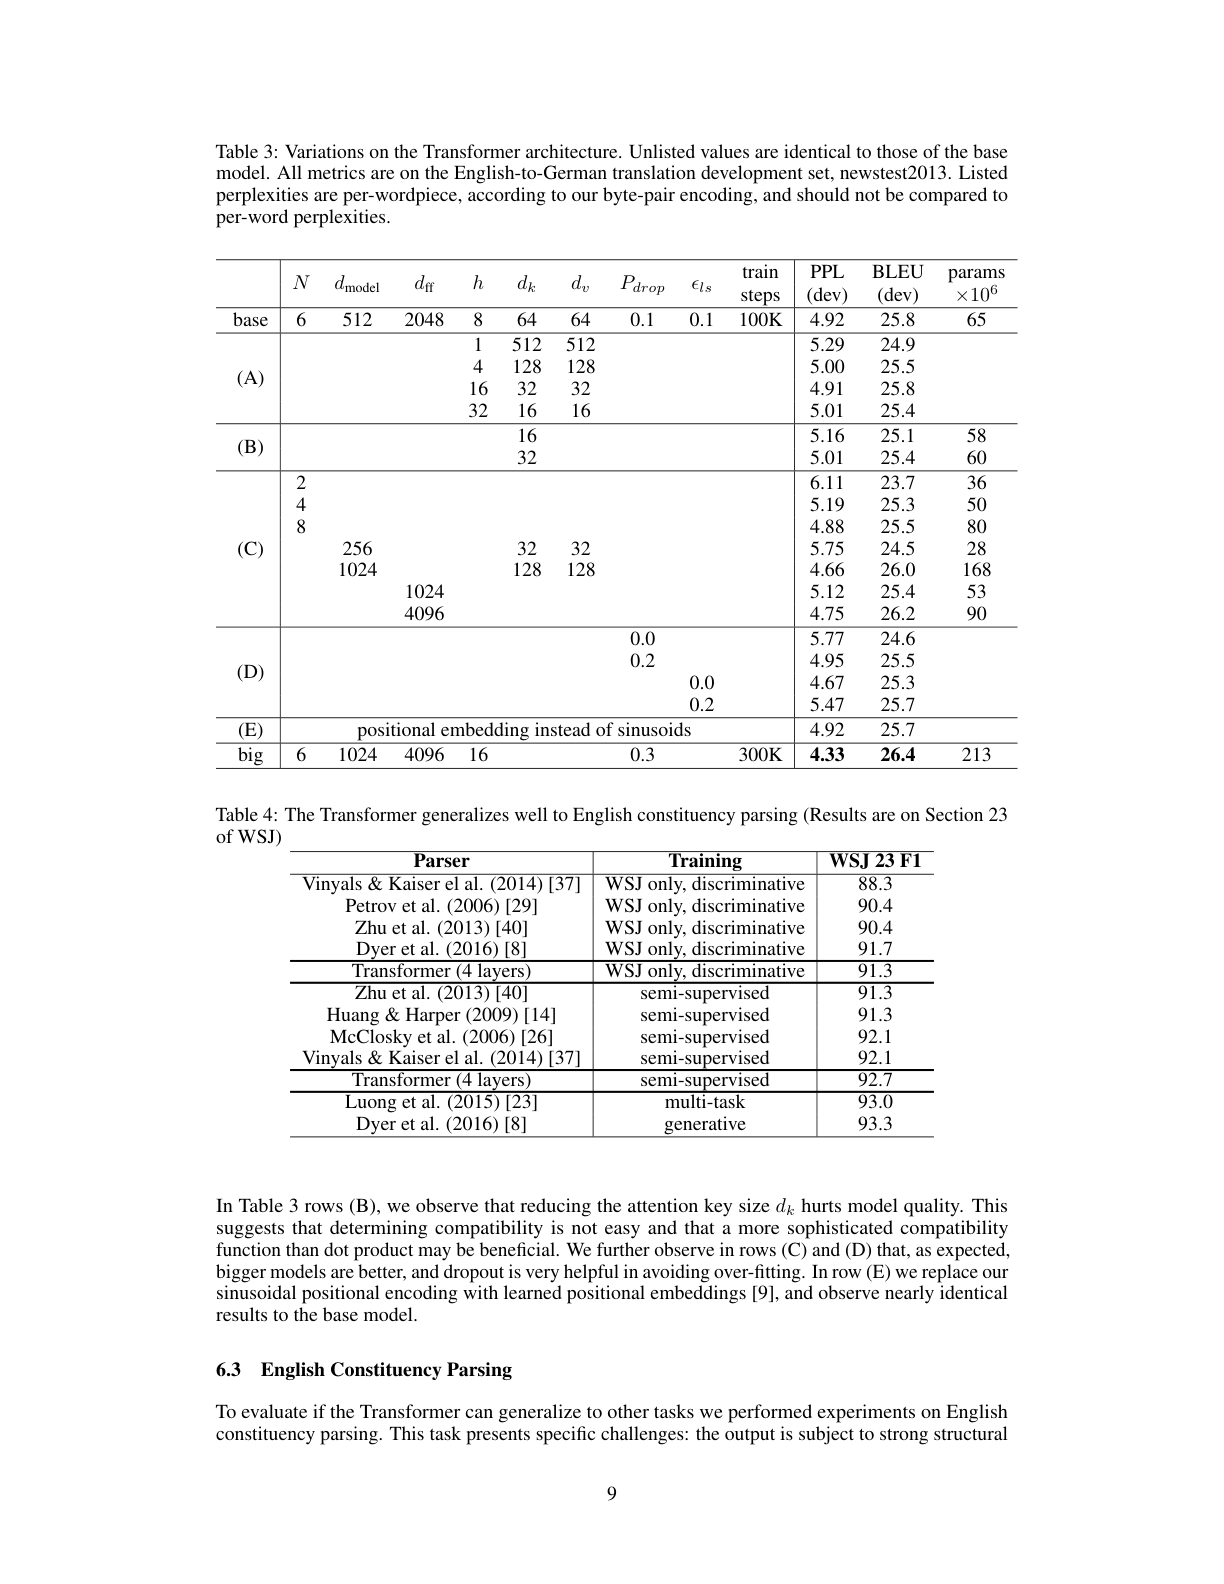 Table 3: Variations on the Transformer architecture. Unlisted values are identical to those of the base
model. All metrics are on the English-to-German translation development set, newstest2013. Listed
perplexities are per-wordpiece, according to our byte-pair encoding, and should not be compared to
per-word perplexities.
N d_model d_ff h d_k d_v P_drop ϵ_ls train steps PPL (dev) BLEU (dev) params ×10^6
base 6 512 2048 8 64 64 0.1 0.1 100K 4.92 25.8 65
(A) 1 512 512 5.29 24.9
4 128 128 5.00 25.5
16 32 32 4.91 25.8
32 16 16 5.01 25.4
(B) 16 5.16 25.1 58
32 5.01 25.4 60
(C) 2 6.11 23.7 36
4 5.19 25.3 50
8 4.88 25.5 80
256 32 32 5.75 24.5 28
1024 128 128 4.66 26.0 168
1024 5.12 25.4 53
4096 4.75 26.2 90
(D) 0.0 5.77 24.6
0.2 4.95 25.5
0.0 4.67 25.3
0.2 5.47 25.7
(E) positional embedding instead of sinusoids 4.92 25.7
big 6 1024 4096 16 0.3 300K 4.33 26.4 213
Table 4: The Transformer generalizes well to English constituency parsing (Results are on Section 23
of WSJ)
Parser Training WSJ 23 F1
Vinyals & Kaiser el al. (2014) [37] WSJ only, discriminative 88.3
Petrov et al. (2006) [29] WSJ only, discriminative 90.4
Zhu et al. (2013) [40] WSJ only, discriminative 90.4
Dyer et al. (2016) [8] WSJ only, discriminative 91.7
Transformer (4 layers) WSJ only, discriminative 91.3
Zhu et al. (2013) [40] semi-supervised 91.3
Huang & Harper (2009) [14] semi-supervised 91.3
McClosky et al. (2006) [26] semi-supervised 92.1
Vinyals & Kaiser el al. (2014) [37] semi-supervised 92.1
Transformer (4 layers) semi-supervised 92.7
Luong et al. (2015) [23] multi-task 93.0
Dyer et al. (2016) [8] generative 93.3
In Table 3 rows (B), we observe that reducing the attention key size d_k hurts model quality. This
suggests that determining compatibility is not easy and that a more sophisticated compatibility
function than dot product may be beneficial. We further observe in rows (C) and (D) that, as expected,
bigger models are better, and dropout is very helpful in avoiding over-fitting. In row (E) we replace our
sinusoidal positional encoding with learned positional embeddings [9], and observe nearly identical
results to the base model.
6.3 English Constituency Parsing
To evaluate if the Transformer can generalize to other tasks we performed experiments on English
constituency parsing. This task presents specific challenges: the output is subject to strong structural
9